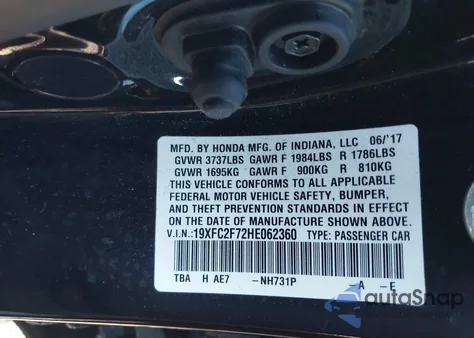 MFD. BY HONDA MFG. OF INDIANA, LLC 06/'17
GVWR 3737LBS GAWR F 1984LBS R 1786LBS
GVWR 1695KG GAWR F 900KG R 810KG
THIS VEHICLE CONFORMS TO ALL APPLICABLE
FEDERAL MOTOR VEHICLE SAFETY, BUMPER,
AND THEFT PREVENTION STANDARDS IN EFFECT
ON THE DATE OF MANUFACTURE SHOWN ABOVE.
V.I.N.:19XFC2F72HE062360 TYPE: PASSENGER CAR
TBA H AE7 -NH731P -A -F
autoSnap